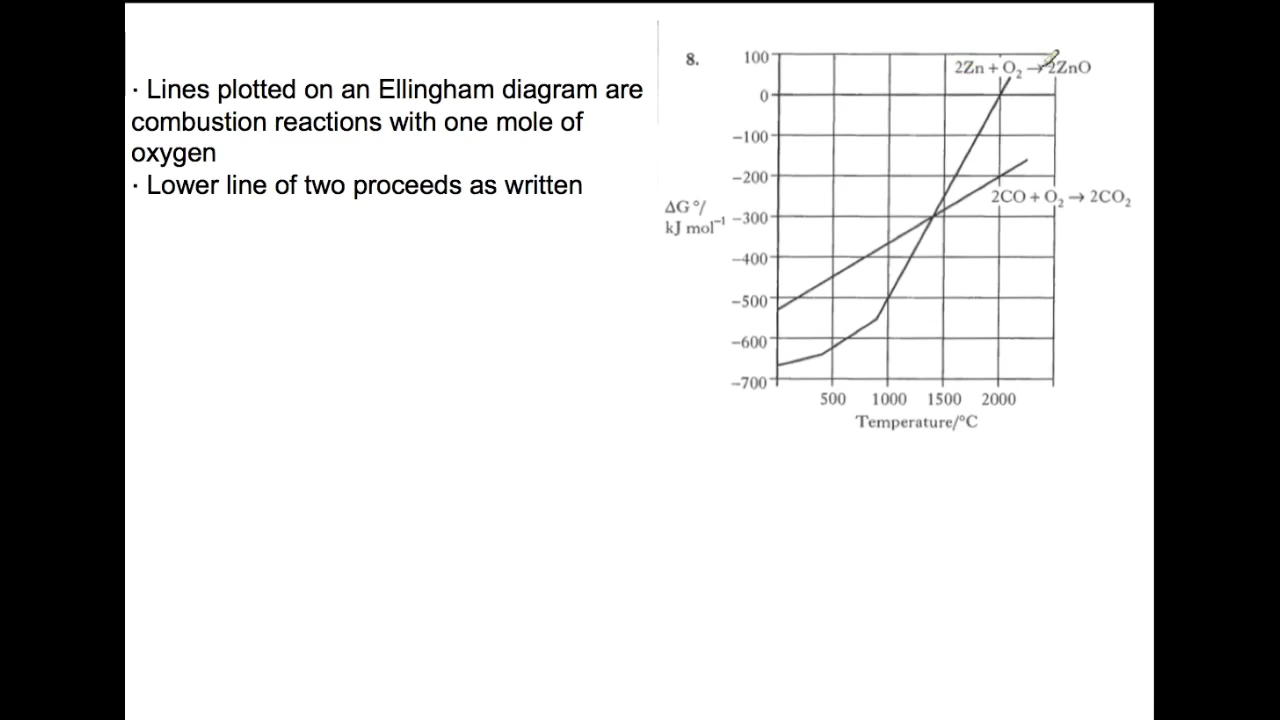 · Lines plotted on an Ellingham diagram are
combustion reactions with one mole of
oxygen
· Lower line of two proceeds as written
8.
100
0
−100
−200
−300
−400
−500
−600
−700
ΔG°/
kJ mol⁻¹
2Zn + O₂ → 2ZnO
2CO + O₂ → 2CO₂
500 1000 1500 2000
Temperature/°C